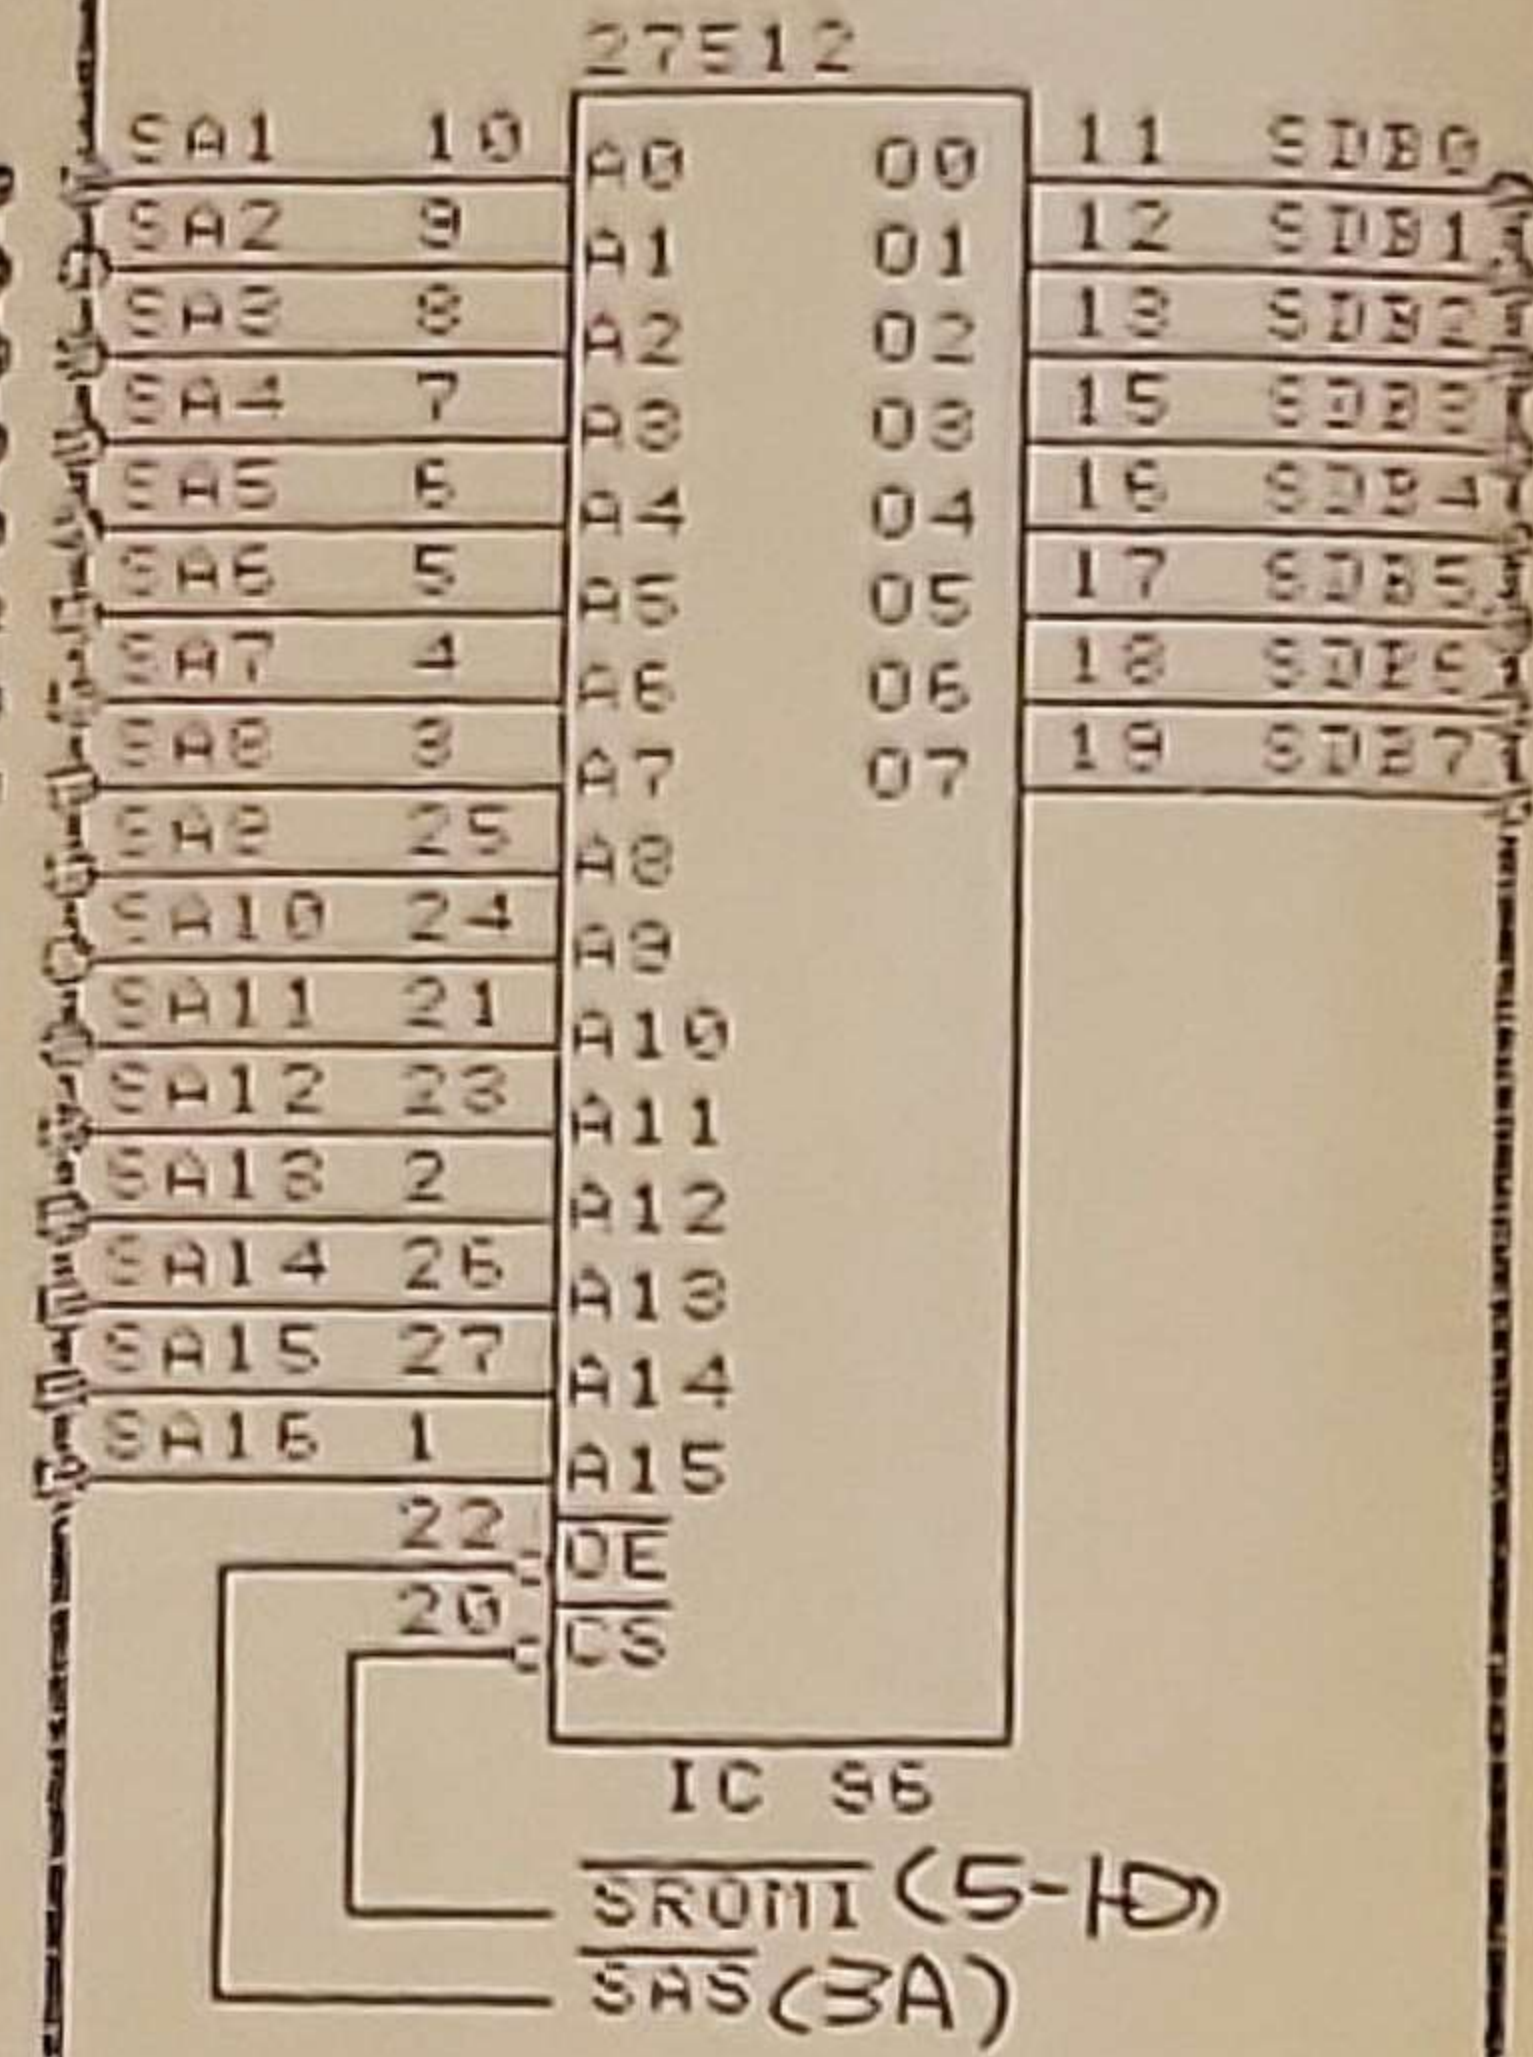 27512
SA1 10 A0 O0 11 SDB0
SA2 9 A1 O1 12 SDB1
SA3 8 A2 O2 13 SDB2
SA4 7 A3 O3 15 SDB3
SA5 6 A4 O4 16 SDB4
SA6 5 A5 O5 17 SDB5
SA7 4 A6 O6 18 SDB6
SA8 3 A7 O7 19 SDB7
SA9 25 A8
SA10 24 A9
SA11 21 A10
SA12 23 A11
SA13 2 A12
SA14 26 A13
SA15 27 A14
SA16 1 A15
22 OE
20 CS
IC
SROM1 (5-1D)
SAS (3A)